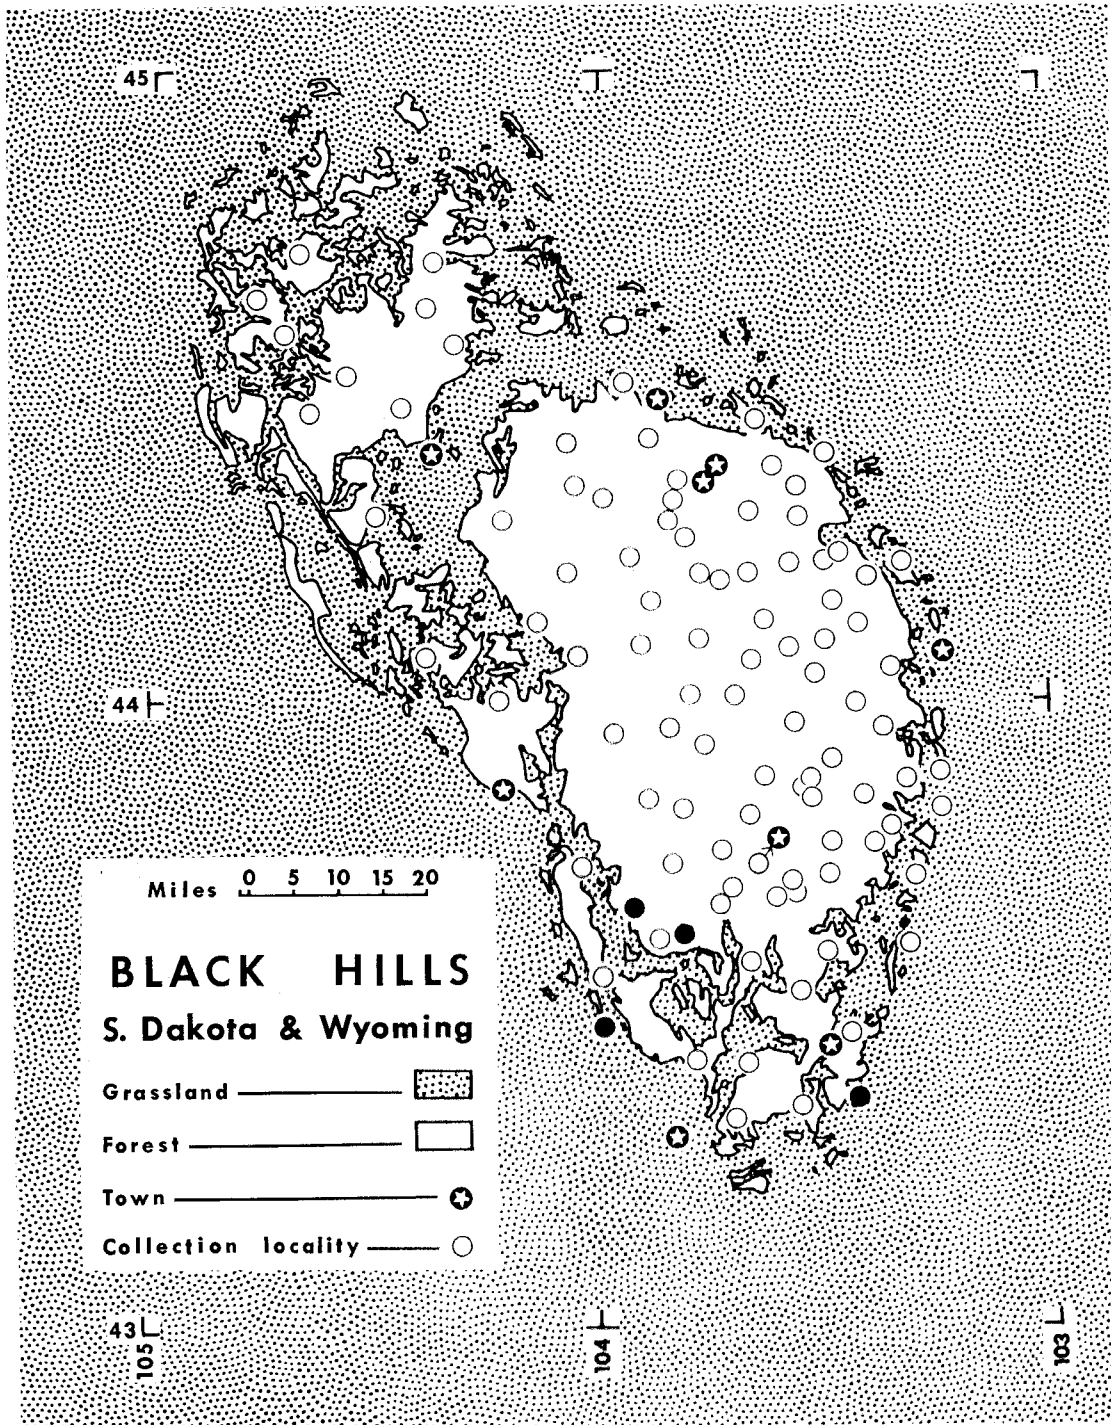 45
44
Miles 0 5 10 15 20
BLACK HILLS
S. Dakota & Wyoming
Grassland
Forest
Town
Collection locality
43
105
104
103